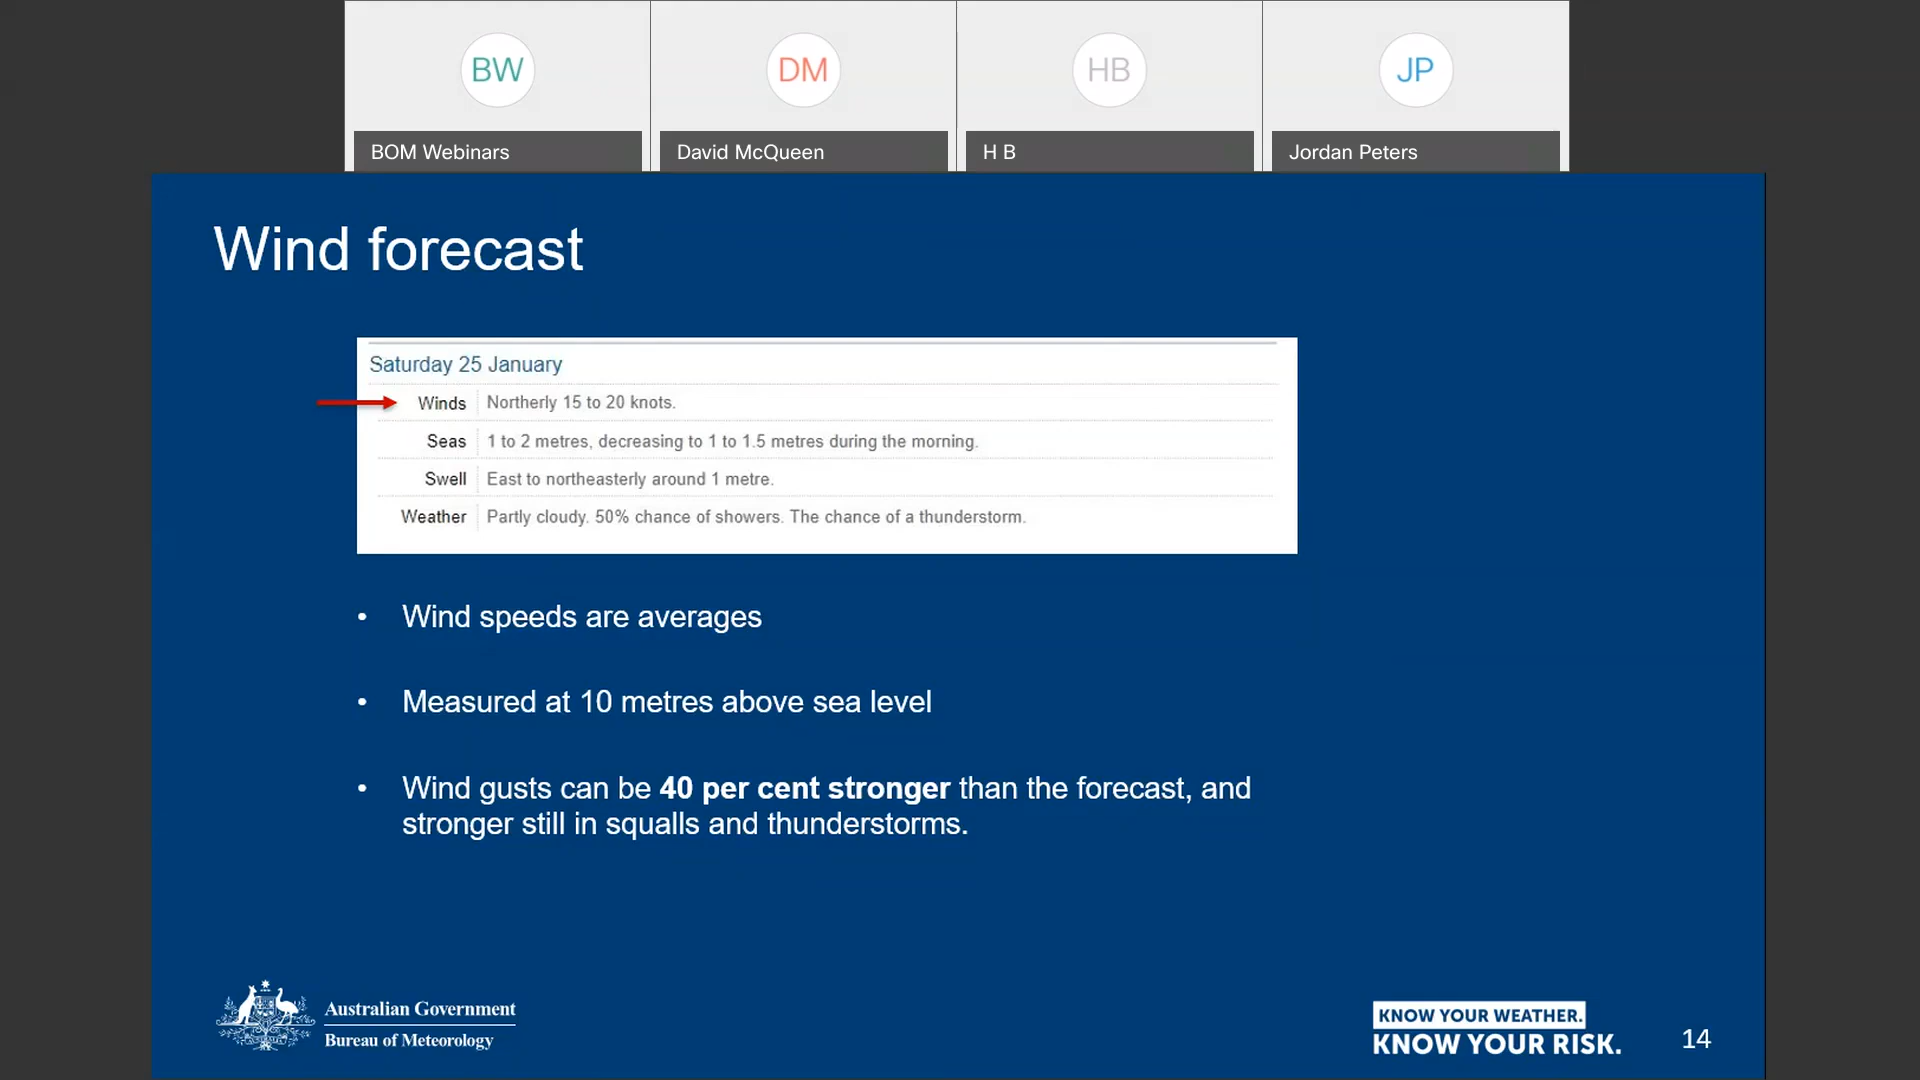 BW
DM
HB
JP
BOM Webinars
David McQueen
H B
Jordan Peters
Wind forecast
Saturday 25 January
Winds Northerly 15 to 20 knots.
Seas 1 to 2 metres, decreasing to 1 to 1.5 metres during the morning.
Swell East to northeasterly around 1 metre.
Weather Partly cloudy. 50% chance of showers. The chance of a thunderstorm.
• Wind speeds are averages
• Measured at 10 metres above sea level
• Wind gusts can be 40 per cent stronger than the forecast, and
stronger still in squalls and thunderstorms.
Australian Government
Bureau of Meteorology
KNOW YOUR WEATHER.
KNOW YOUR RISK.
14